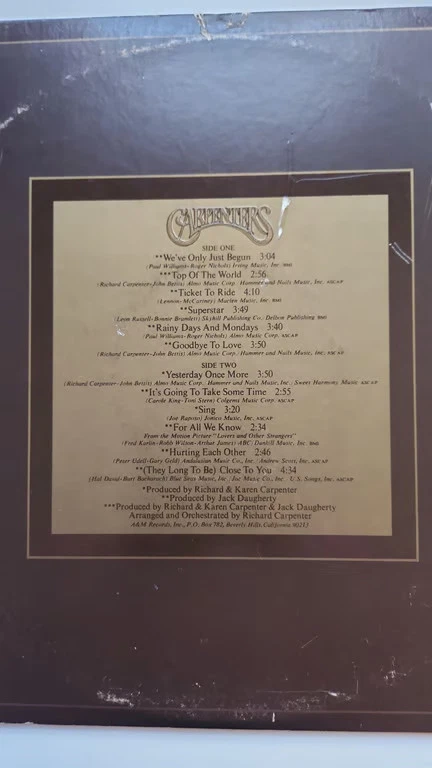 CARPENTERS
SIDE ONE
**We've Only Just Begun 3:04
(Paul Williams-Roger Nichols) Irving Music, Inc. BMI
***Top Of The World 2:56
(Richard Carpenter-John Bettis) Almo Music Corp. Hammer and Nails Music, Inc. ASCAP
**Ticket To Ride 4:10
(Lennon-McCartney) Maclen Music, Inc. BMI
**Superstar 3:49
(Leon Russell-Bonnie Bramlett) Skyhill Publishing Co. Delbon Publishing BMI
**Rainy Days And Mondays 3:40
(Paul Williams-Roger Nichols) Almo Music Corp. ASCAP
**Goodbye To Love 3:50
(Richard Carpenter-John Bettis) Almo Music Corp./Hammer and Nails Music, Inc. ASCAP
SIDE TWO
*Yesterday Once More 3:50
(Richard Carpenter-John Bettis) Almo Music Corp. Hammer and Nails Music, Inc. Sweet Harmony Music ASCAP
**It's Going To Take Some Time 2:55
(Carole King-Toni Stern) Colgems Music Corp. ASCAP
*Sing 3:20
(Joe Raposo) Jonico Music, Inc. ASCAP
**For All We Know 2:34
From the Motion Picture "Lovers and Other Strangers"
(Fred Karlin-Robb Wilson-Arthur James) ABC/Dunhill Music, Inc. BMI
**Hurting Each Other 2:46
(Peter Udell-Gary Geld) Andalusian Music Co., Inc. Andrew Scott, Inc. ASCAP
**(They Long To Be) Close To You 4:34
(Hal David-Burt Bacharach) Blue Seas Music, Inc. Joe Music Co., Inc. U.S. Songs, Inc. ASCAP
*Produced by Richard & Karen Carpenter
**Produced by Jack Daugherty
***Produced by Richard & Karen Carpenter & Jack Daugherty
Arranged and Orchestrated by Richard Carpenter
A&M Records, Inc., P.O. Box 782, Beverly Hills, California 90213